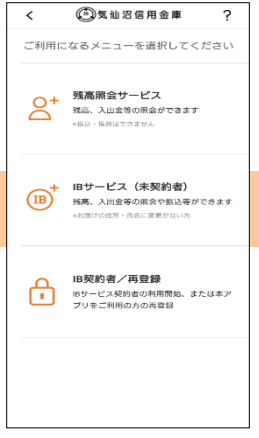 < 気仙沼信用金庫 ?
ご利用になるメニューを選択してください
残高照会サービス
残高、入出金等の照会ができます
*振込・振替はできません
IB
IBサービス（未契約者）
残高、入出金等の照会や振込等ができます
*お届けの住所・氏名に変更がない方
IB契約者／再登録
IBサービス契約者の利用開始、または本ア
プリをご利用の方の再登録